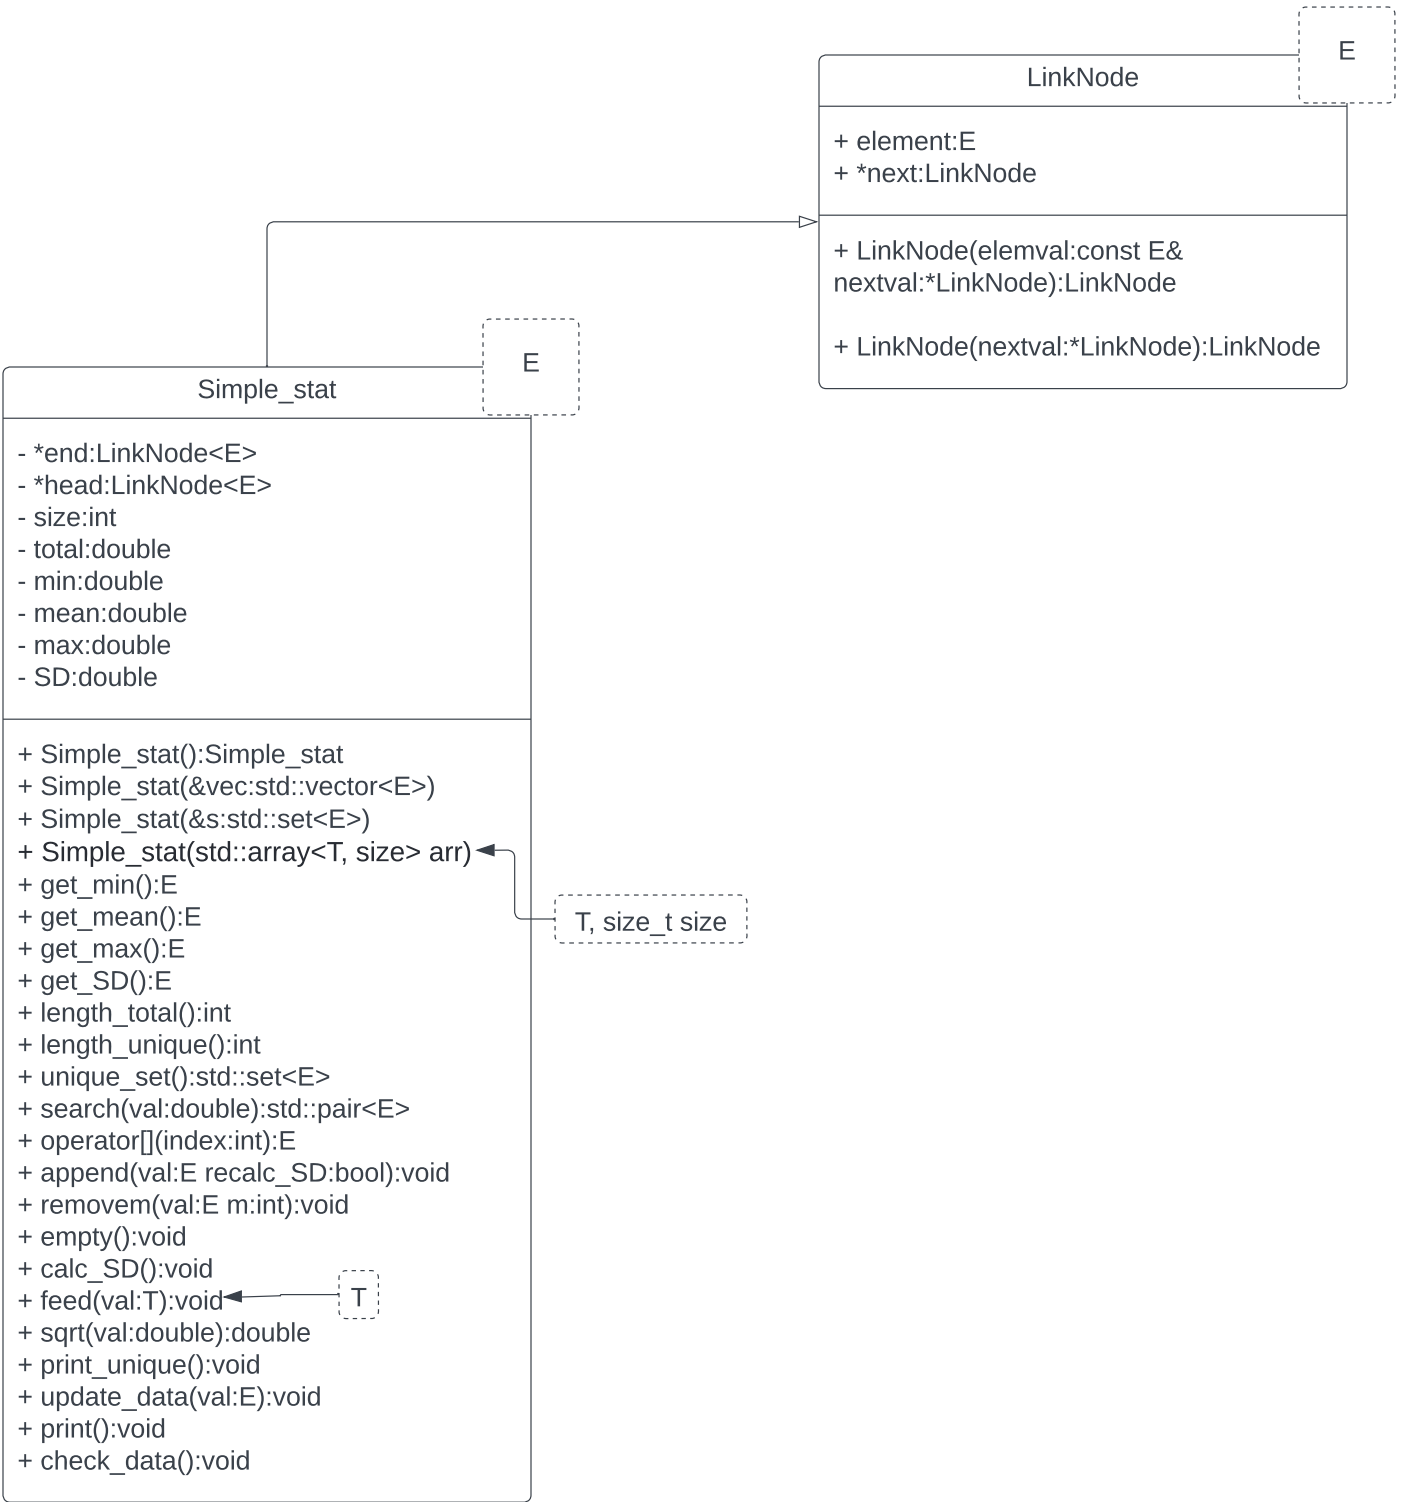 E
LinkNode
+ element:E
+ *next:LinkNode
+ LinkNode(elemval:const E&
nextval:*LinkNode):LinkNode
+ LinkNode(nextval:*LinkNode):LinkNode
E
Simple_stat
- *end:LinkNode<E>
- *head:LinkNode<E>
- size:int
- total:double
- min:double
- mean:double
- max:double
- SD:double
+ Simple_stat():Simple_stat
+ Simple_stat(&vec:std::vector<E>)
+ Simple_stat(&s:std::set<E>)
+ Simple_stat(std::array<T, size> arr)
+ get_min():E
+ get_mean():E
T, size_t size
+ get_max():E
+ get_SD():E
+ length_total():int
+ length_unique():int
+ unique_set():std::set<E>
+ search(val:double):std::pair<E>
+ operator[](index:int):E
+ append(val:E recalc_SD:bool):void
+ removem(val:E m:int):void
+ empty():void
+ calc_SD():void
+ feed(val:T):void
T
+ sqrt(val:double):double
+ print_unique():void
+ update_data(val:E):void
+ print():void
+ check_data():void